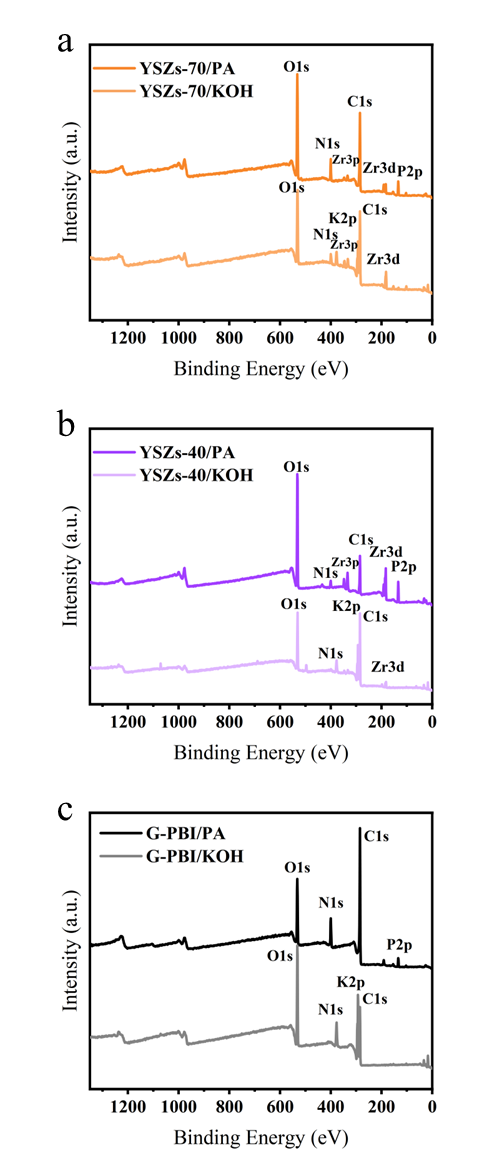 a
YSZs-70/PA
YSZs-70/KOH
O1s
C1s
N1s
Zr3p
Zr3d
P2p
O1s
K2p
C1s
N1s
Zr3p
Zr3d
Intensity (a.u.)
1200 1000 800 600 400 200 0
Binding Energy (eV)
b
YSZs-40/PA
YSZs-40/KOH
O1s
C1s
Zr3d
Zr3p
P2p
N1s
O1s
K2p
C1s
N1s
Zr3d
Intensity (a.u.)
1200 1000 800 600 400 200 0
Binding Energy (eV)
c
G-PBI/PA
G-PBI/KOH
C1s
O1s
N1s
P2p
O1s
K2p
C1s
N1s
Intensity (a.u.)
1200 1000 800 600 400 200 0
Binding Energy (eV)